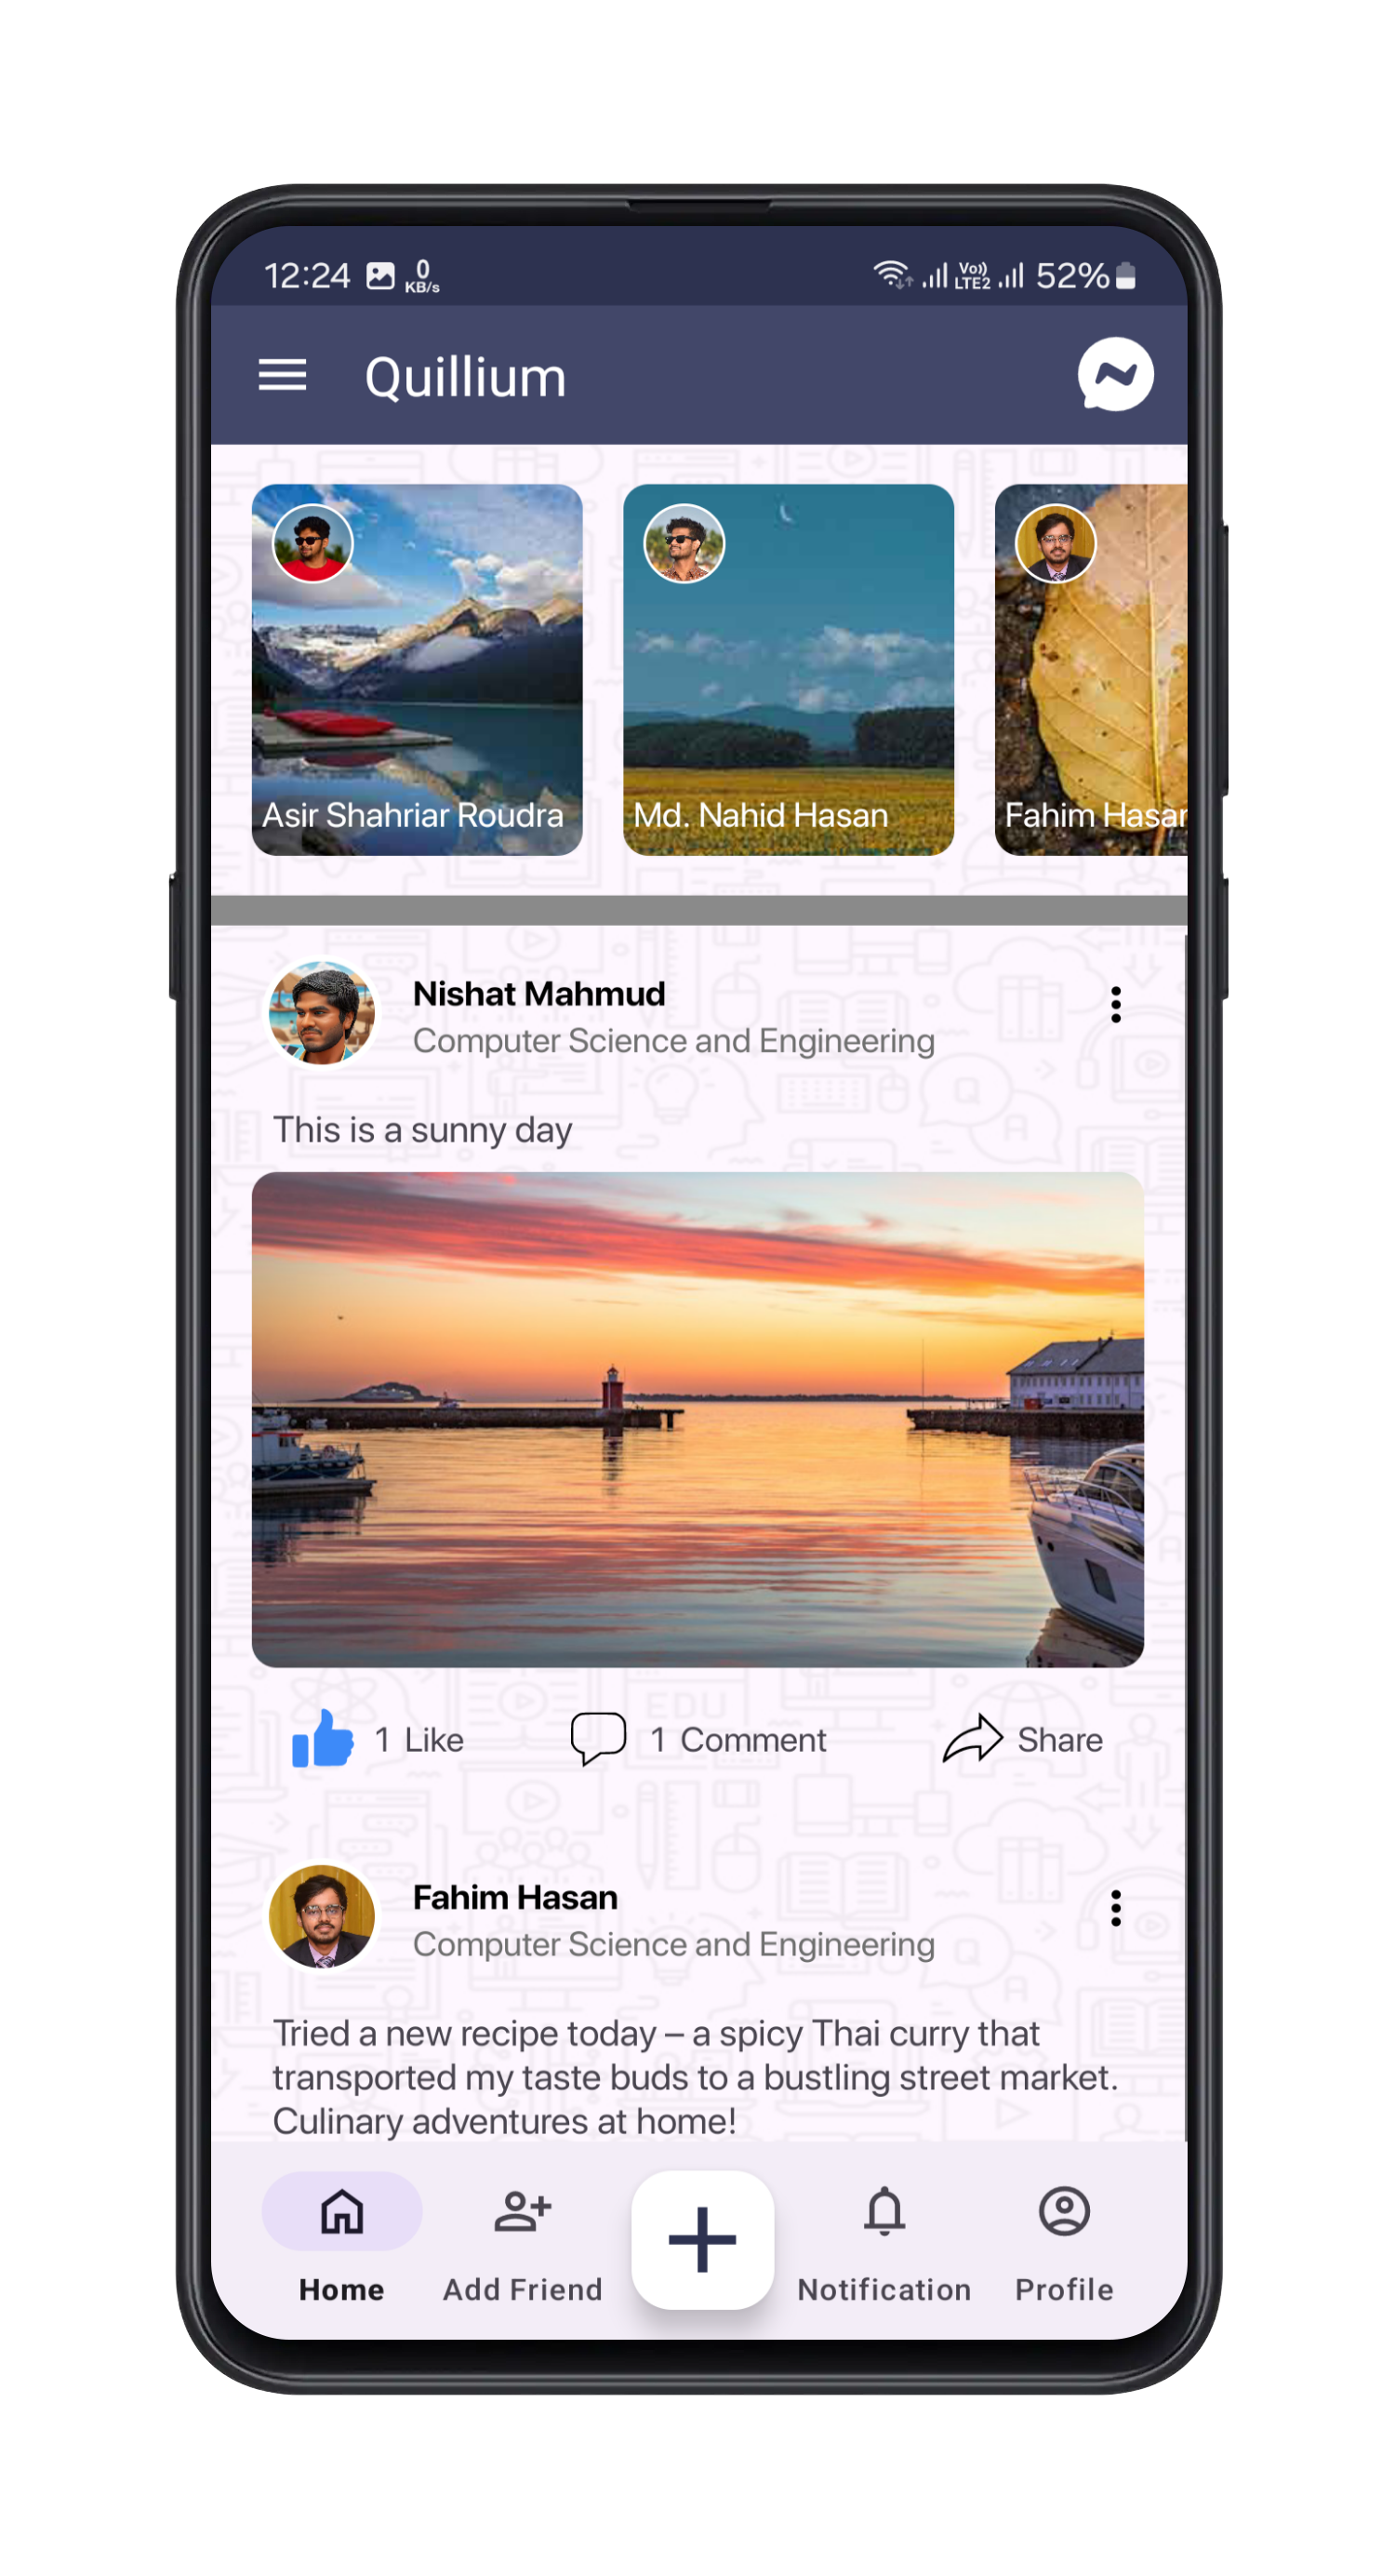 12:24 0 KB/s Vo)) LTE2 52%
Quillium
Asir Shahriar Roudra
Md. Nahid Hasan
Fahim Hasan
Nishat Mahmud
Computer Science and Engineering
This is a sunny day
1 Like
1 Comment
Share
EDU
Fahim Hasan
Computer Science and Engineering
Tried a new recipe today – a spicy Thai curry that
transported my taste buds to a bustling street market.
Culinary adventures at home!
Home
Add Friend
Notification
Profile